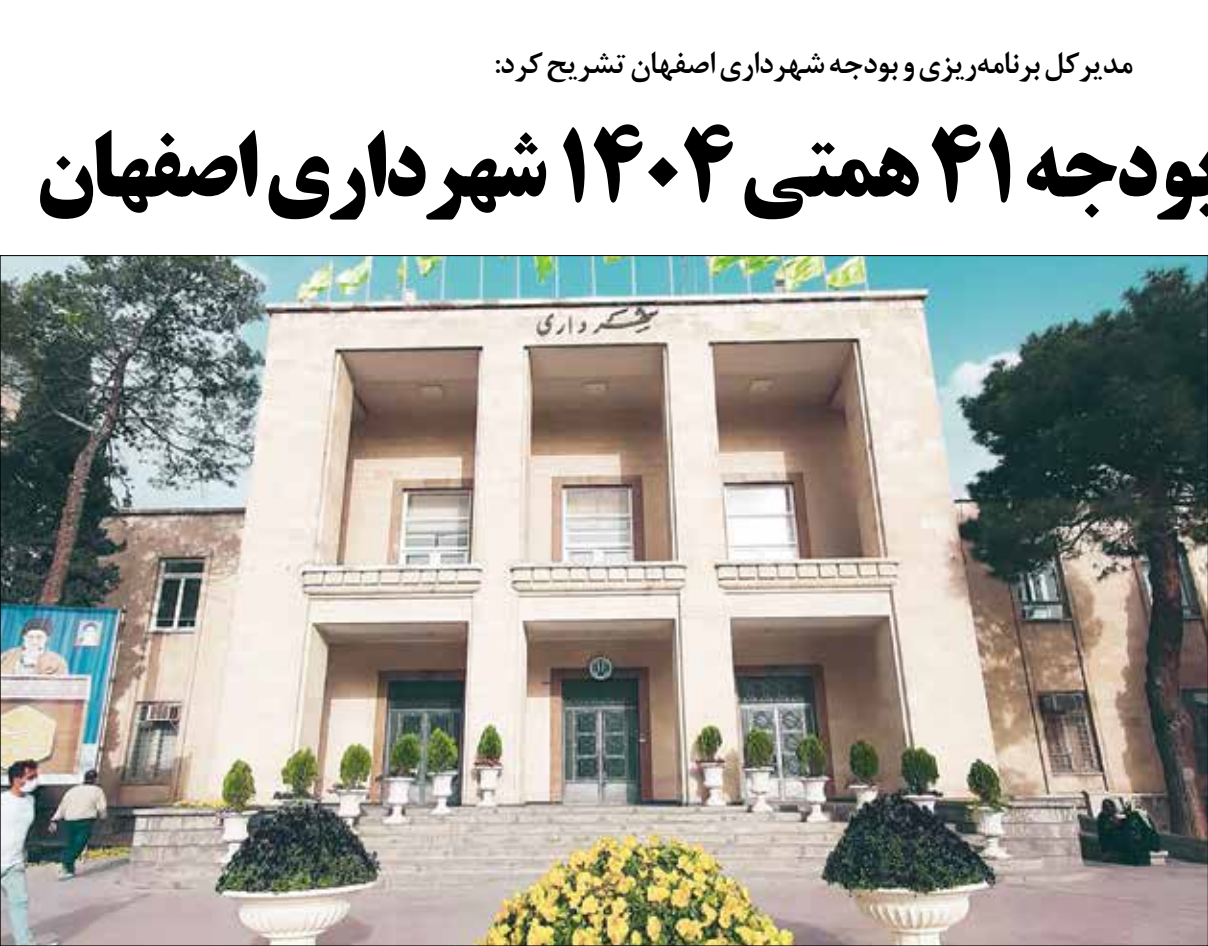 مدیرکل برنامه‌ریزی و بودجه شهرداری اصفهان تشریح کرد:
بودجه ۴۱ همتی ۱۴۰۴ شهرداری اصفهان
شهرداری